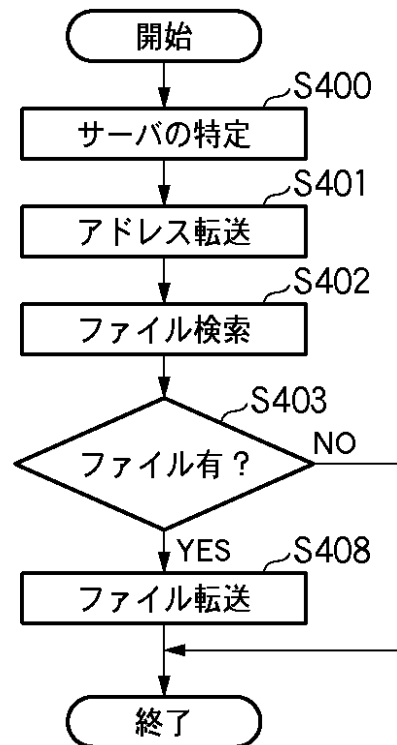 開始
S400
サーバの特定
S401
アドレス転送
S402
ファイル検索
S403
ファイル有?
NO
YES
S408
ファイル転送
終了